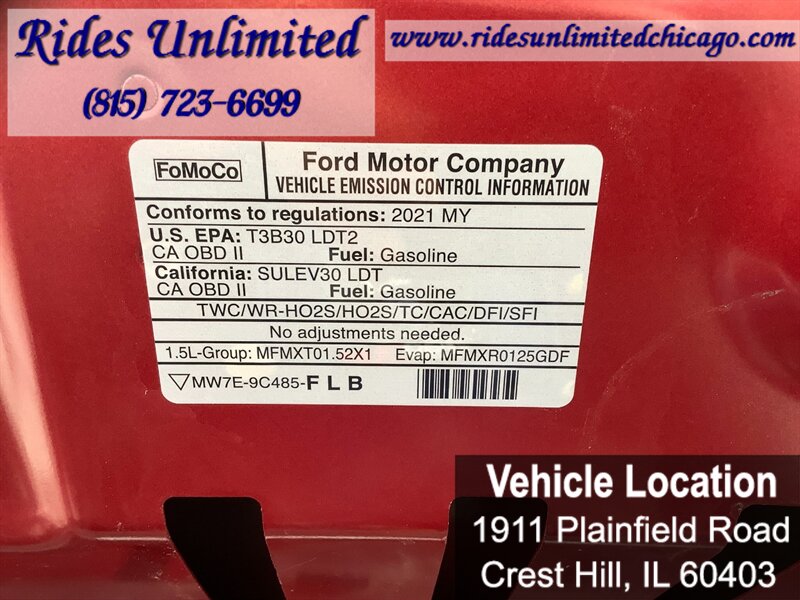 Rides Unlimited
(815) 723-6699
www.ridesunlimitedchicago.com
FoMoCo
Ford Motor Company
VEHICLE EMISSION CONTROL INFORMATION
Conforms to regulations: 2021 MY
U.S. EPA: T3B30 LDT2
CA OBD II Fuel: Gasoline
California: SULEV30 LDT
CA OBD II Fuel: Gasoline
TWC/WR-HO2S/HO2S/TC/CAC/DFI/SFI
No adjustments needed.
1.5L-Group: MFMXT01.52X1 Evap: MFMXR0125GDF
MW7E-9C485-F L B
Vehicle Location
1911 Plainfield Road
Crest Hill, IL 60403